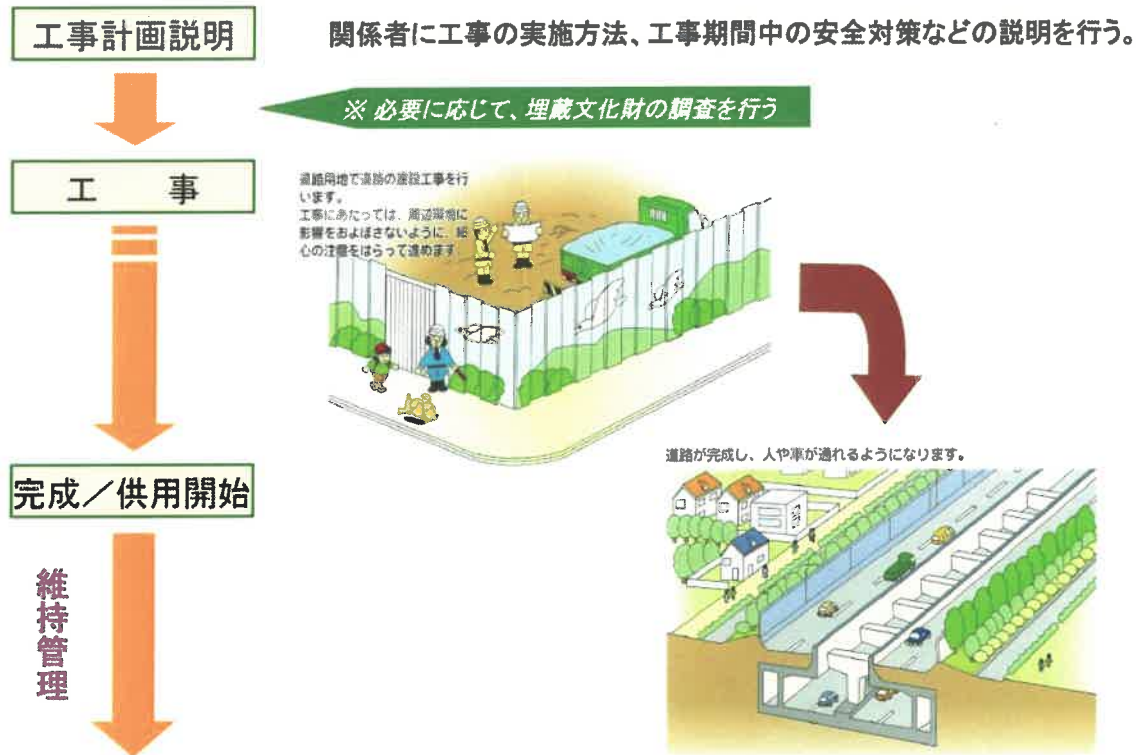 工事計画説明
関係者に工事の実施方法、工事期間中の安全対策などの説明を行う。
※ 必要に応じて、埋蔵文化財の調査を行う
工 事
道路用地で道路の建設工事を行
います。
工事にあたっては、周辺環境に
影響をおよぼさないように、細
心の注意をはらって進めます
道路が完成し、人や車が通れるようになります。
完成／供用開始
維持管理